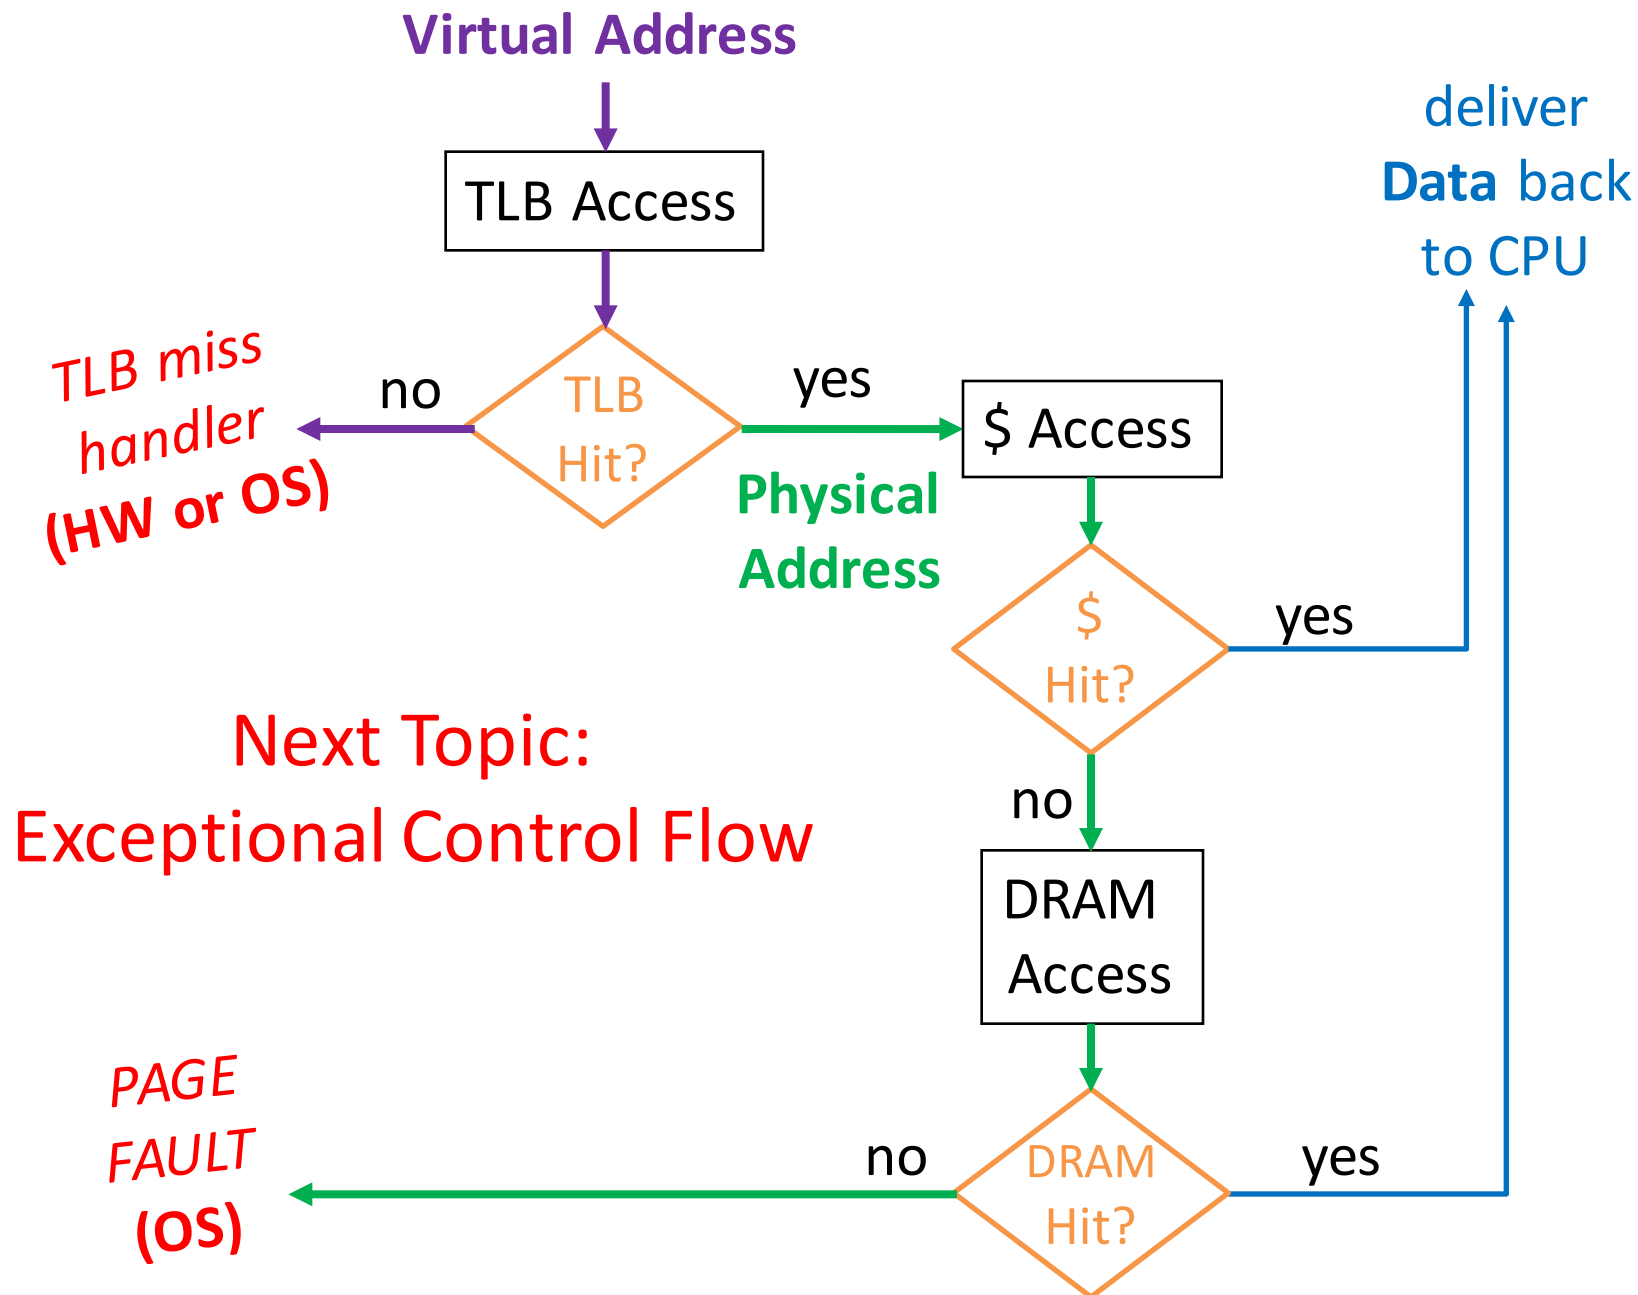 Virtual Address
TLB Access
TLB
Hit?
no
TLB miss
handler
(HW or OS)
yes
Physical
Address
$ Access
$
Hit?
yes
deliver
Data back
to CPU
no
DRAM
Access
DRAM
Hit?
yes
no
PAGE
FAULT
(OS)
Next Topic:
Exceptional Control Flow